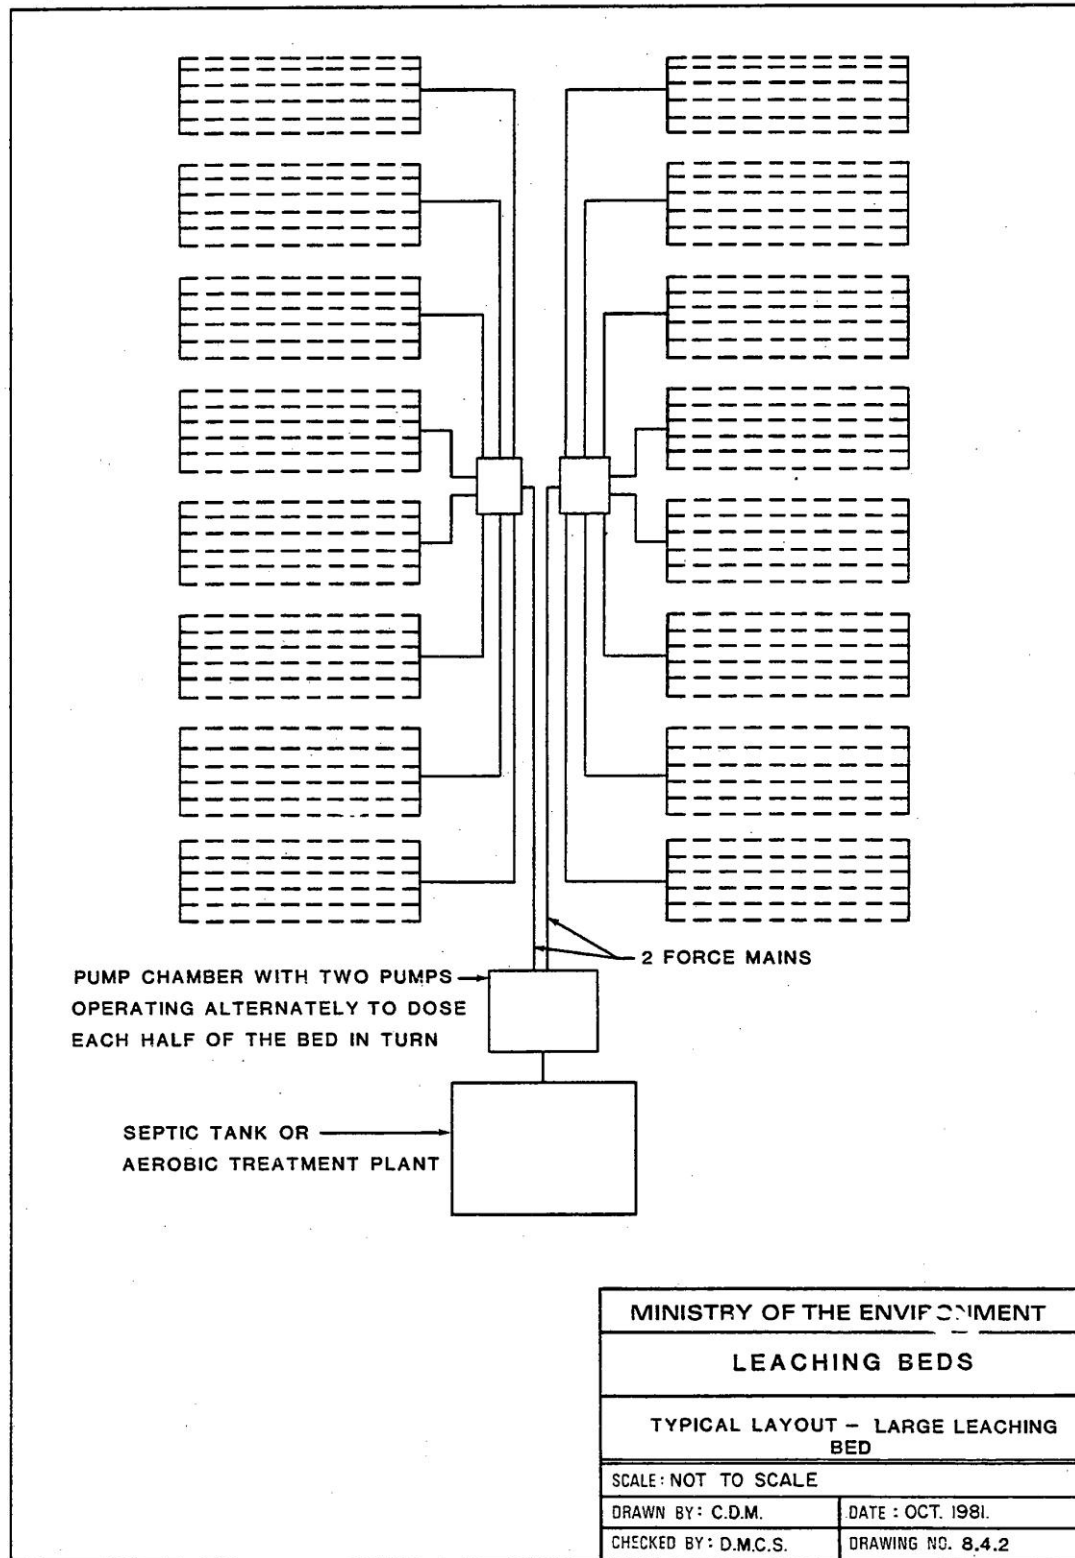 2 FORCE MAINS
PUMP CHAMBER WITH TWO PUMPS
OPERATING ALTERNATELY TO DOSE
EACH HALF OF THE BED IN TURN
SEPTIC TANK OR
AEROBIC TREATMENT PLANT
MINISTRY OF THE ENVIRONMENT
LEACHING BEDS
TYPICAL LAYOUT – LARGE LEACHING
BED
SCALE: NOT TO SCALE
DRAWN BY: C.D.M.
DATE : OCT. 1981.
CHECKED BY: D.M.C.S.
DRAWING NO. 8.4.2